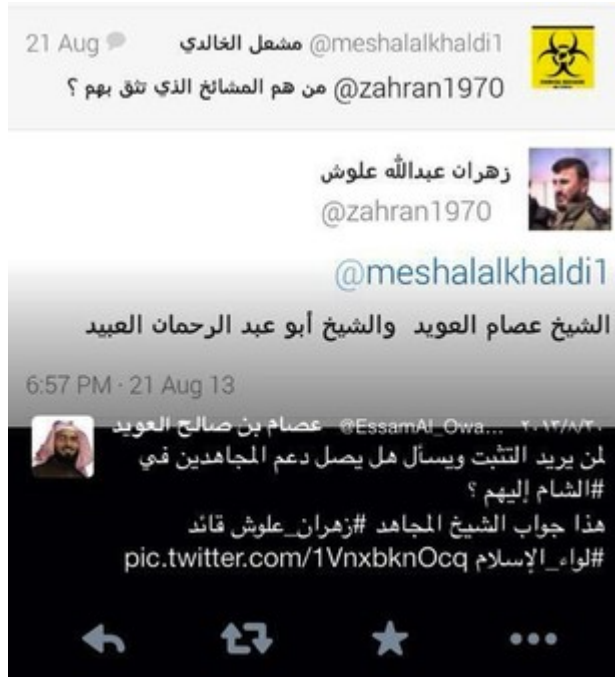 مشعل الخالدي @meshalalkhaldi1 21 Aug
@zahran1970 من هم المشائخ الذي تثق بهم ؟
زهران عبدالله علوش
@zahran1970
@meshalalkhaldi1
الشيخ عصام العويد والشيخ أبو عبد الرحمان العبيد
6:57 PM · 21 Aug 13
عصام بن صالح العويد @EssamAl_Owa... ٢٠١٣/٨/٢٠
لمن يريد التثبت ويسأل هل يصل دعم المجاهدين في
#الشام إليهم ؟
هذا جواب الشيخ المجاهد #زهران_علوش قائد
#لواء_الإسلام pic.twitter.com/1VnxbknOcq